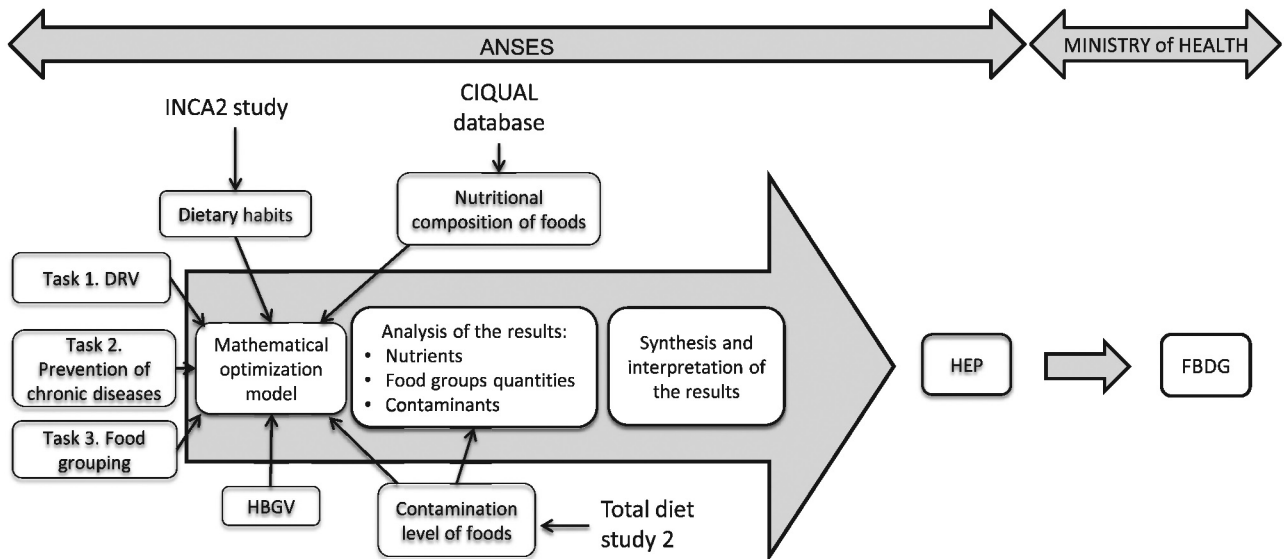 ANSES
MINISTRY of HEALTH
INCA2 study
CIQUAL
database
Dietary habits
Nutritional
composition of foods
Task 1. DRV
Task 2.
Prevention of
chronic diseases
Task 3. Food
grouping
Mathematical
optimization
model
Analysis of the results:
• Nutrients
• Food groups quantities
• Contaminants
Synthesis and
interpretation of
the results
HEP
FBDG
HBGV
Contamination
level of foods
Total diet
study 2